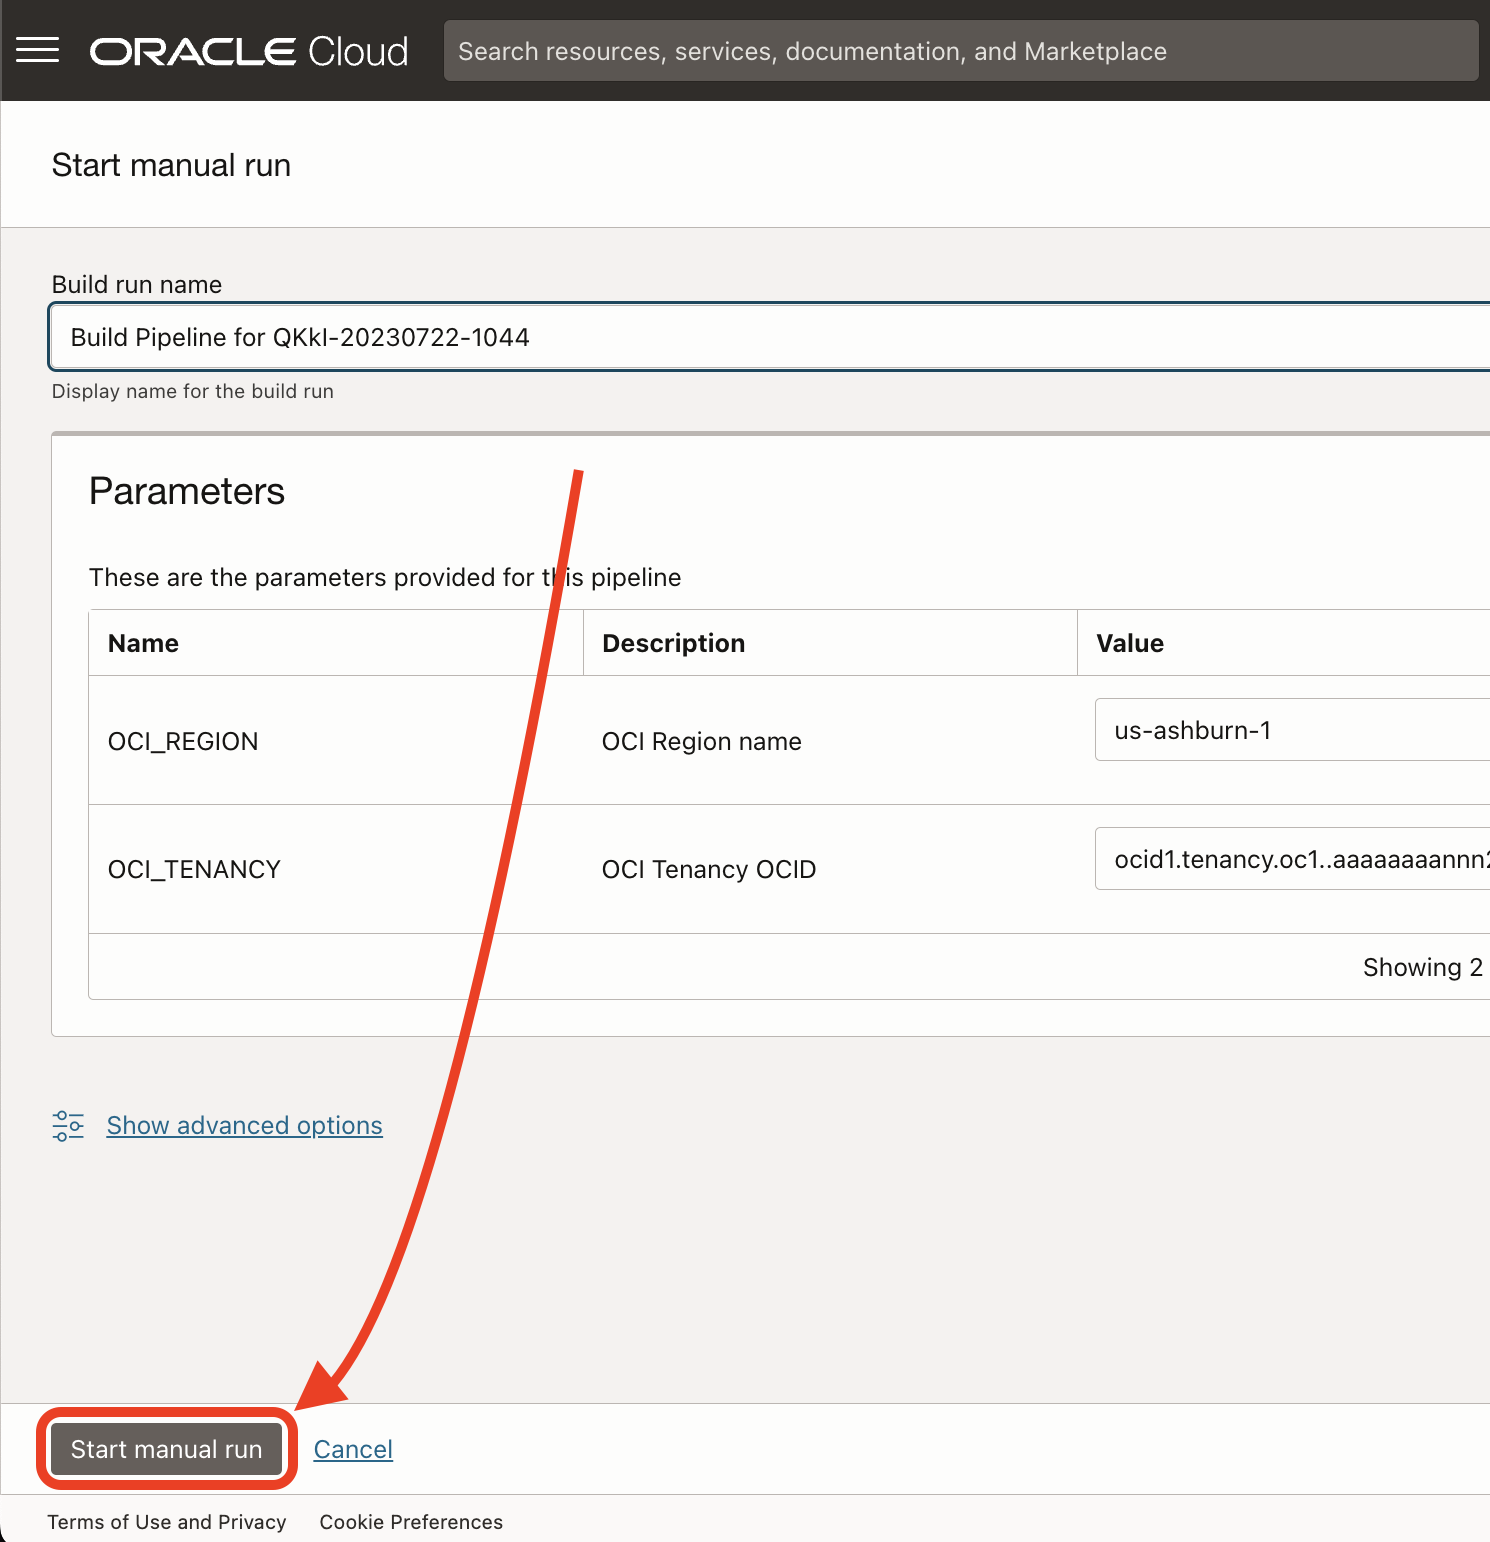 ORACLE Cloud
Search resources, services, documentation, and Marketplace
Start manual run
Build run name
Build Pipeline for QKkI-20230722-1044
Display name for the build run
Parameters
These are the parameters provided for this pipeline
Name Description Value
OCI_REGION OCI Region name us-ashburn-1
OCI_TENANCY OCI Tenancy OCID ocid1.tenancy.oc1..aaaaaaaannn2
Showing 2
Show advanced options
Start manual run Cancel
Terms of Use and Privacy Cookie Preferences